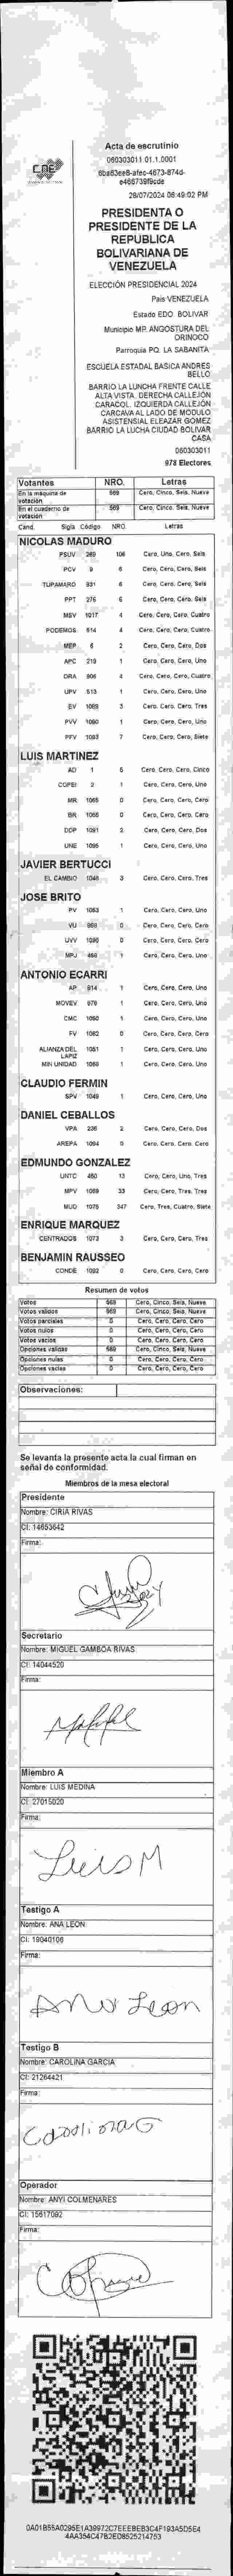 CNE
Acta de escrutinio
060303011.01.1.0001
28/07/2024 06:49:02 PM
PRESIDENTA O
PRESIDENTE DE LA
REPÚBLICA
BOLIVARIANA DE
VENEZUELA
ELECCIÓN PRESIDENCIAL 2024
País VENEZUELA
Estado EDO. BOLIVAR
Municipio MP. ANGOSTURA DEL
ORINOCO
Parroquia PQ. LA SABANITA
ESCUELA ESTADAL BASICA ANDRES
BELLO
BARRIO LA LUNCHA FRENTE CALLE
ALTA VISTA. DERECHA CALLEJÓN
CARACOL. IZQUIERDA CALLEJÓN
CARCAVA AL LADO DE MODULO
ASISTENSIAL ELEAZAR GOMEZ
BARRIO LA LUCHA CIUDAD BOLIVAR
CASA
060303011
978 Electores
Votantes NRO. Letras
En la máquina de votación 569 Cero, Cinco, Seis, Nueve
En el cuaderno de votación 569 Cero, Cinco, Seis, Nueve
Cand. Sigla Código NRO. Letras
NICOLAS MADURO
PSUV 269 106 Cero, Uno, Cero, Seis
PCV 9 6 Cero, Cero, Cero, Seis
TUPAMARO 931 6 Cero, Cero, Cero, Seis
PPT 276 6 Cero, Cero, Cero, Seis
MSV 1017 4 Cero, Cero, Cero, Cuatro
PODEMOS 514 4 Cero, Cero, Cero, Cuatro
MEP 6 2 Cero, Cero, Cero, Dos
APC 219 1 Cero, Cero, Cero, Uno
ORA 906 4 Cero, Cero, Cero, Cuatro
UPV 513 1 Cero, Cero, Cero, Uno
EV 1088 3 Cero, Cero, Cero, Tres
PVV 1090 1 Cero, Cero, Cero, Uno
PFV 1093 7 Cero, Cero, Cero, Siete
LUIS MARTINEZ
AD 1 5 Cero, Cero, Cero, Cinco
COPEI 2 1 Cero, Cero, Cero, Uno
MR 1065 0 Cero, Cero, Cero, Cero
BR 1066 0 Cero, Cero, Cero, Cero
DDP 1091 2 Cero, Cero, Cero, Dos
UNE 1095 1 Cero, Cero, Cero, Uno
JAVIER BERTUCCI
EL CAMBIO 1048 3 Cero, Cero, Cero, Tres
JOSE BRITO
PV 1053 1 Cero, Cero, Cero, Uno
VU 969 0 Cero, Cero, Cero, Cero
UVV 1090 0 Cero, Cero, Cero, Cero
MPJ 459 1 Cero, Cero, Cero, Uno
ANTONIO ECARRI
AP 914 1 Cero, Cero, Cero, Uno
MOVEV 979 1 Cero, Cero, Cero, Uno
CMC 1050 1 Cero, Cero, Cero, Uno
FV 1062 0 Cero, Cero, Cero, Cero
ALIANZA DEL LAPIZ 1051 1 Cero, Cero, Cero, Uno
MIN UNIDAD 1058 1 Cero, Cero, Cero, Uno
CLAUDIO FERMIN
SPV 1049 1 Cero, Cero, Cero, Uno
DANIEL CEBALLOS
VPA 236 2 Cero, Cero, Cero, Dos
AREPA 1094 0 Cero, Cero, Cero, Cero
EDMUNDO GONZALEZ
UNTC 450 13 Cero, Cero, Uno, Tres
MPV 1069 33 Cero, Cero, Tres, Tres
MUD 1075 347 Cero, Tres, Cuatro, Siete
ENRIQUE MARQUEZ
CENTRADOS 1073 3 Cero, Cero, Cero, Tres
BENJAMIN RAUSSEO
CONDE 1092 0 Cero, Cero, Cero, Cero
Resumen de votos
Votos 569 Cero, Cinco, Seis, Nueve
Votos válidos 569 Cero, Cinco, Seis, Nueve
Votos parciales 0 Cero, Cero, Cero, Cero
Votos nulos 0 Cero, Cero, Cero, Cero
Votos vacíos 0 Cero, Cero, Cero, Cero
Opciones válidas 569 Cero, Cinco, Seis, Nueve
Opciones nulas 0 Cero, Cero, Cero, Cero
Opciones vacías 0 Cero, Cero, Cero, Cero
Observaciones:
Se levanta la presente acta la cual firman en
señal de conformidad.
Miembros de la mesa electoral
Presidente
Nombre: CIRIA RIVAS
CI: 14653642
Firma:
Secretario
Nombre: MIGUEL GAMBOA RIVAS
CI: 14044520
Firma:
Miembro A
Nombre: LUIS MEDINA
CI: 27015020
Firma:
Luis M
Testigo A
Nombre: ANA LEON
CI: 19040106
Firma:
Ana Leon
Testigo B
Nombre: CAROLINA GARCIA
CI: 21264421
Firma:
Carolina G
Operador
Nombre: ANYI COLMENARES
CI: 15617092
Firma: